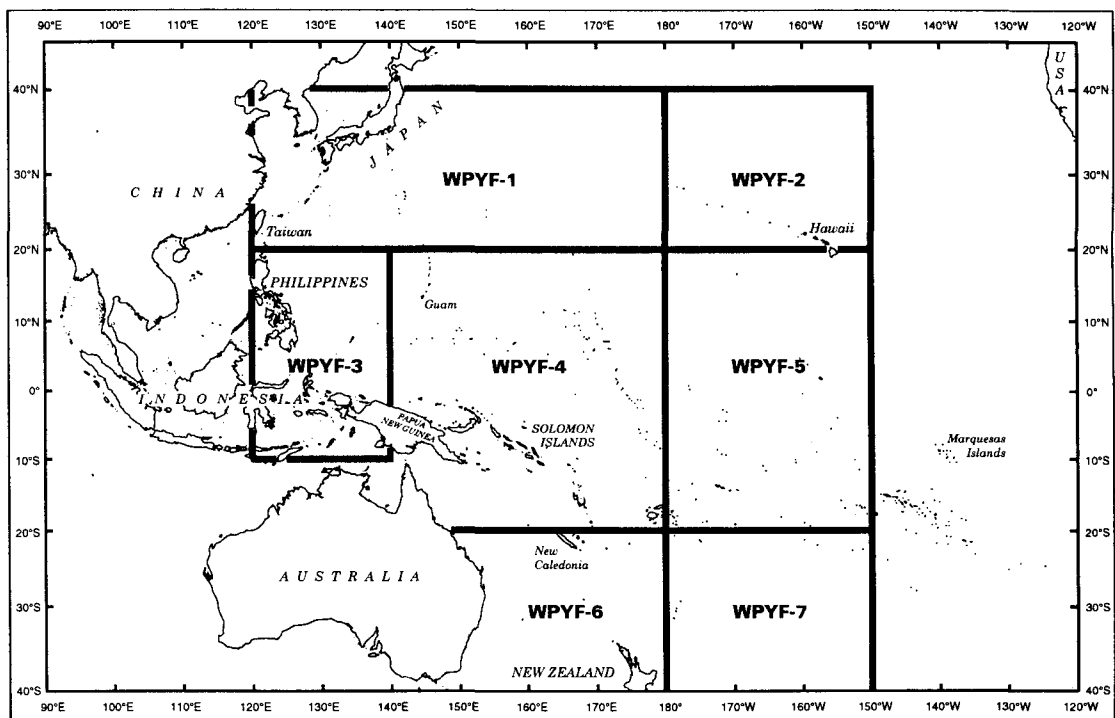 90°E 100°E 110°E 120°E 130°E 140°E 150°E 160°E 170°E 180° 170°W 160°W 150°W 140°W 130°W 120°W
40°N 40°N
USA
JAPAN
30°N 30°N
WPYF-1 WPYF-2
CHINA
Taiwan Hawaii
20°N 20°N
PHILIPPINES
Guam
10°N 10°N
WPYF-3 WPYF-4 WPYF-5
0° 0°
INDONESIA
PAPUA
NEW GUINEA
SOLOMON
ISLANDS
Marquesas
Islands
10°S 10°S
20°S 20°S
New
Caledonia
AUSTRALIA
30°S WPYF-6 WPYF-7 30°S
NEW ZEALAND
40°S 40°S
90°E 100°E 110°E 120°E 130°E 140°E 150°E 160°E 170°E 180° 170°W 160°W 150°W 140°W 130°W 120°W